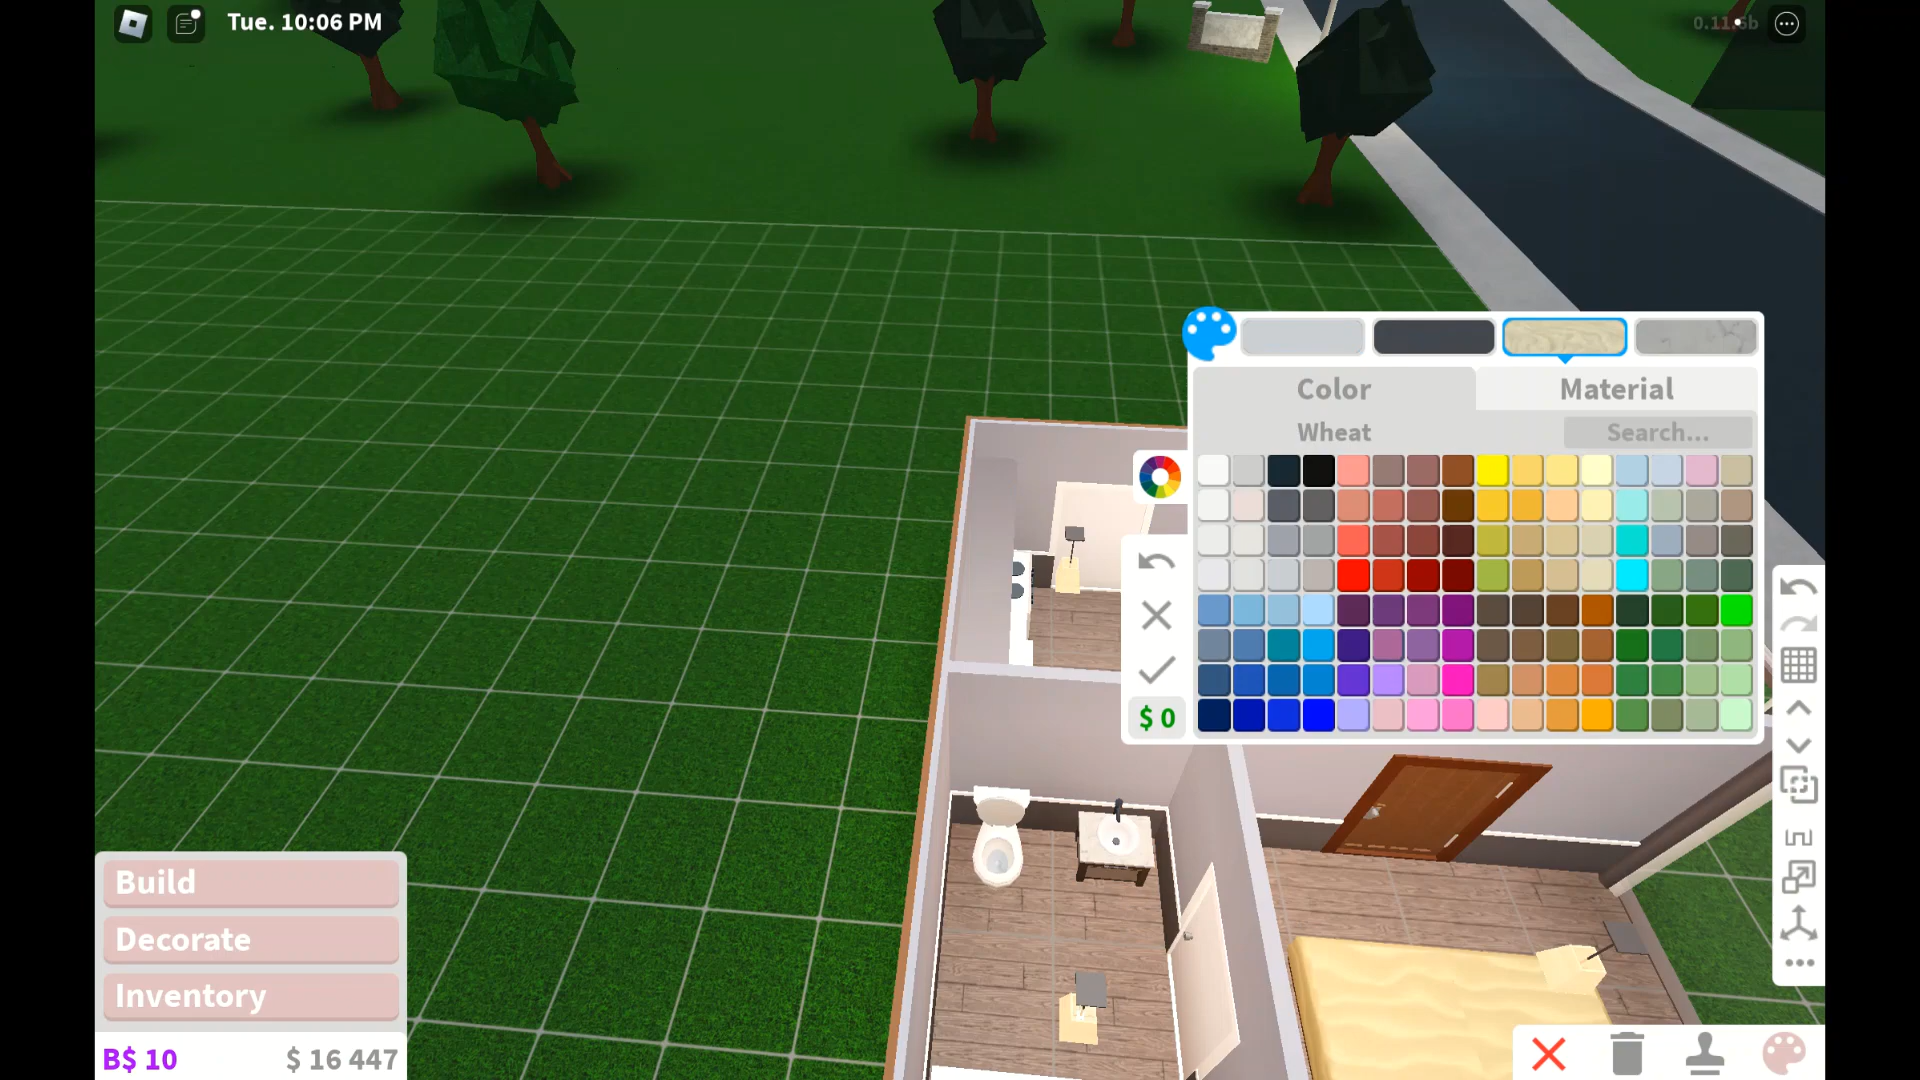 Tue. 10:06 PM
Color
Material
Wheat
Search...
$ 0
Build
Decorate
Inventory
B$ 10
$ 16 447